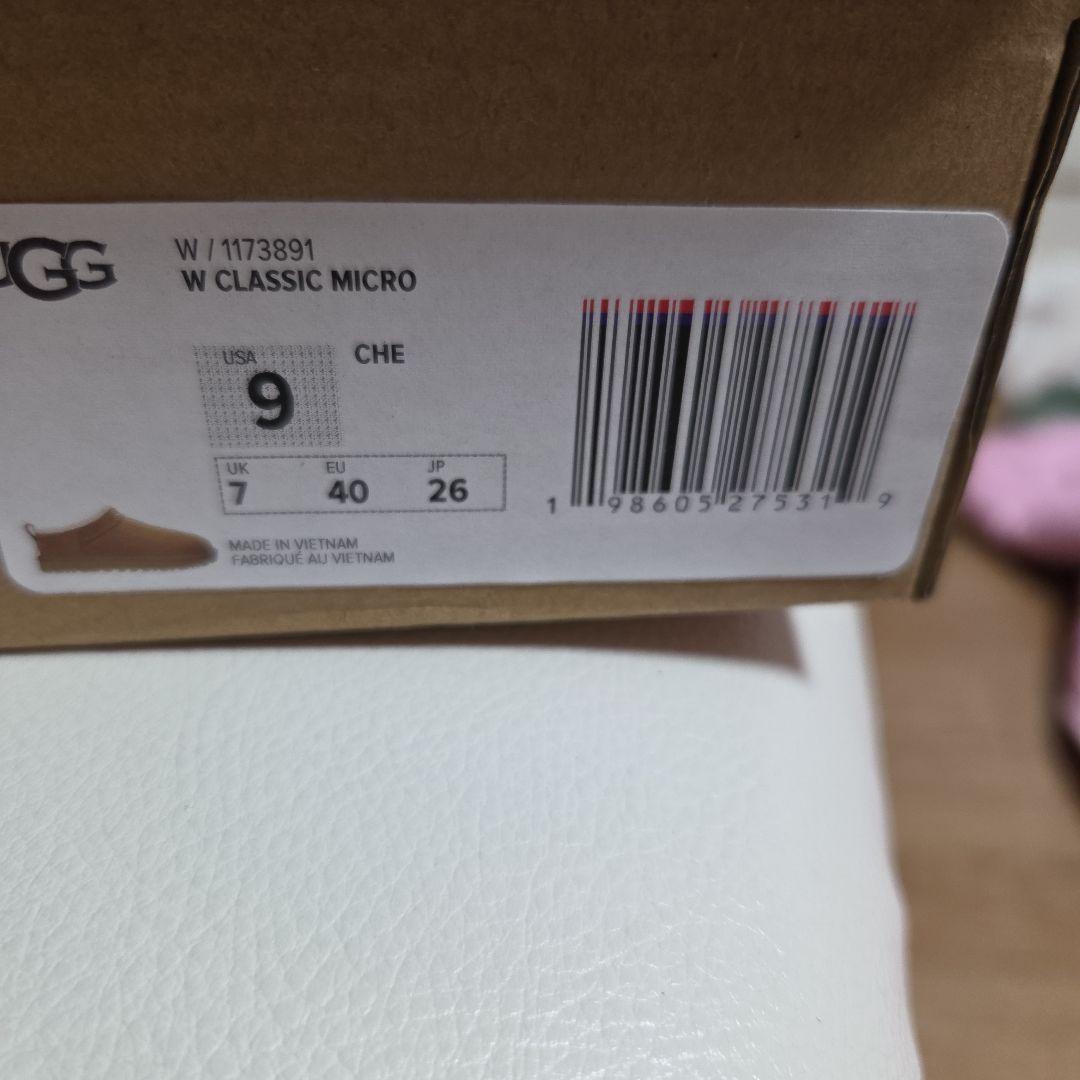 UGG
W / 1173891
W CLASSIC MICRO
USA
9
CHE
UK EU JP
7 40 26
MADE IN VIETNAM
FABRIQUÉ AU VIETNAM
1 98605 27531 9